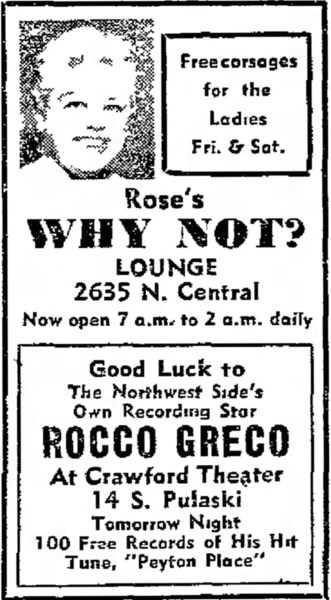 Free corsages
for the
Ladies
Fri. & Sat.
Rose's
WHY NOT?
LOUNGE
2635 N. Central
Now open 7 a.m. to 2 a.m. daily
Good Luck to
The Northwest Side's
Own Recording Star
ROCCO GRECO
At Crawford Theater
14 S. Pulaski
Tomorrow Night
100 Free Records of His Hit
Tune, "Peyton Place"